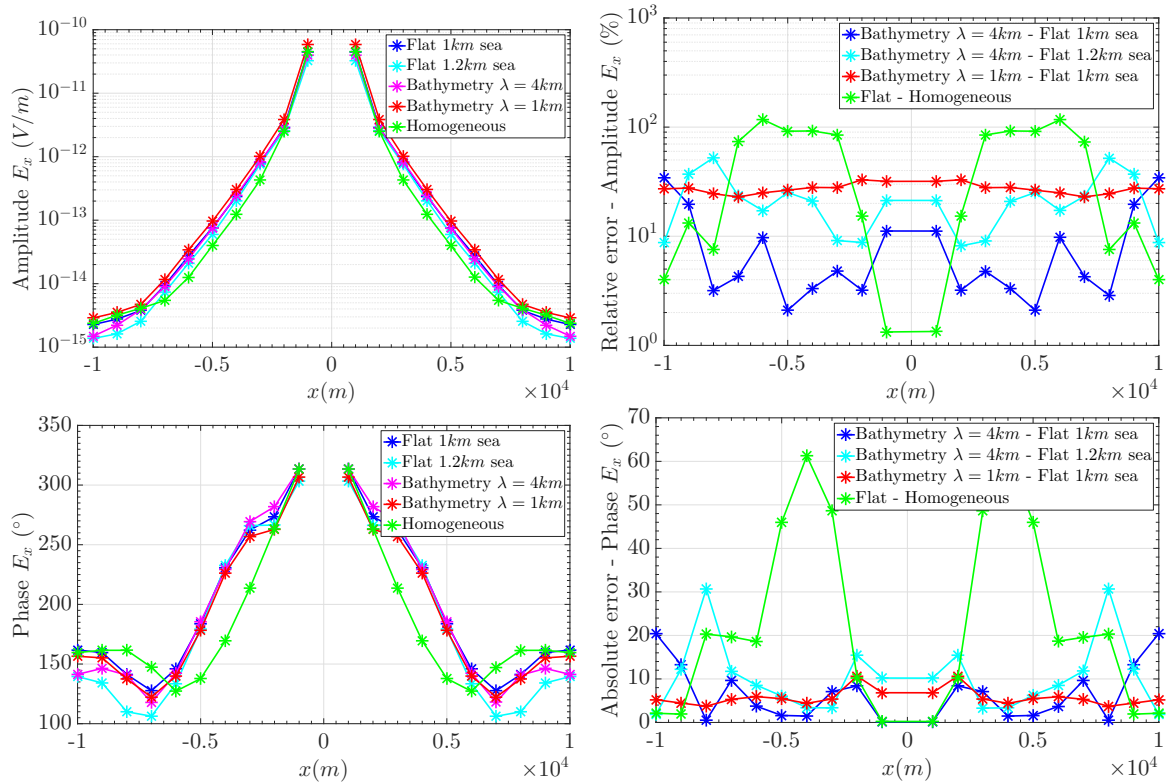 10^-10
10^-11
10^-12
10^-13
10^-14
10^-15
Amplitude E_x (V/m)
Flat 1km sea
Flat 1.2km sea
Bathymetry λ = 4km
Bathymetry λ = 1km
Homogeneous
-1 -0.5 0 0.5 1
x(m)
×10^4
10^3
10^2
10^1
10^0
Relative error - Amplitude E_x (%)
Bathymetry λ = 4km - Flat 1km sea
Bathymetry λ = 4km - Flat 1.2km sea
Bathymetry λ = 1km - Flat 1km sea
Flat - Homogeneous
-1 -0.5 0 0.5 1
x(m)
×10^4
350
300
250
200
150
100
Phase E_x (°)
Flat 1km sea
Flat 1.2km sea
Bathymetry λ = 4km
Bathymetry λ = 1km
Homogeneous
-1 -0.5 0 0.5 1
x(m)
×10^4
70
60
50
40
30
20
10
0
Absolute error - Phase E_x (°)
Bathymetry λ = 4km - Flat 1km sea
Bathymetry λ = 4km - Flat 1.2km sea
Bathymetry λ = 1km - Flat 1km sea
Flat - Homogeneous
-1 -0.5 0 0.5 1
x(m)
×10^4